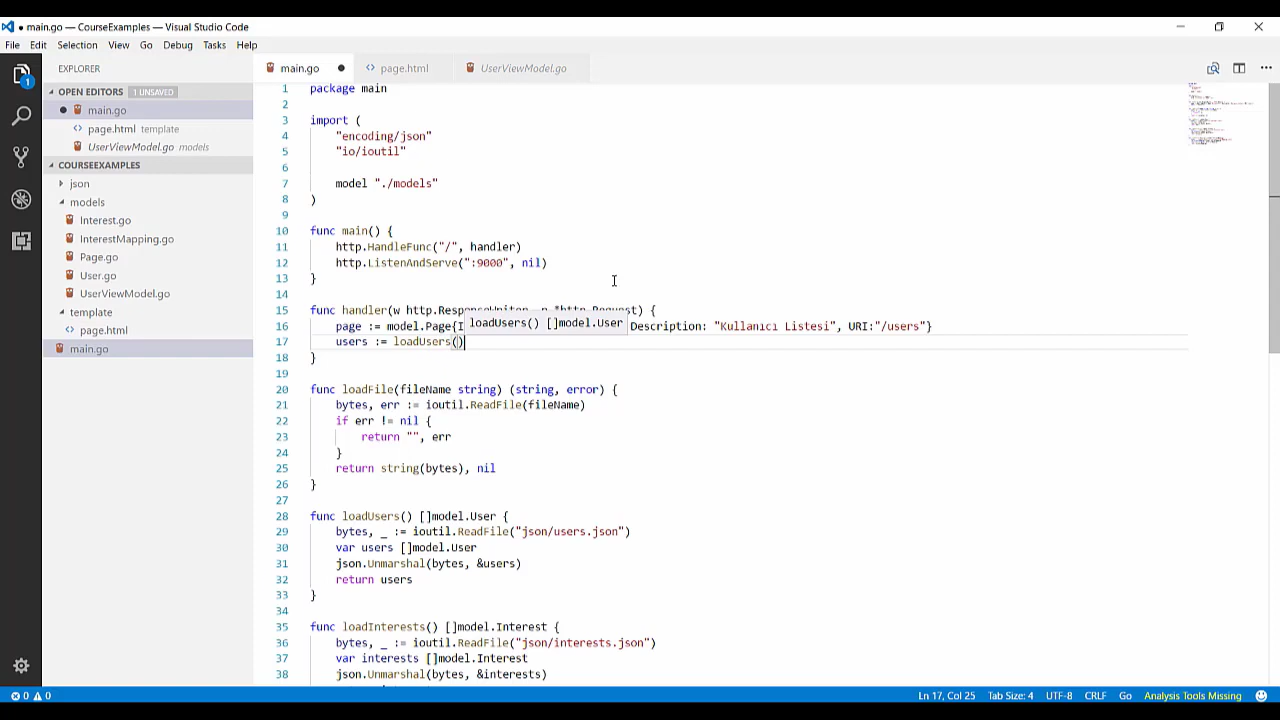 main.go — CourseExamples — Visual Studio Code
File Edit Selection View Go Debug Tasks Help
EXPLORER
main.go page.html UserViewModel.go
OPEN EDITORS 1 UNSAVED
main.go
page.html template
UserViewModel.go models
COURSEEXAMPLES
json
models
Interest.go
InterestMapping.go
Page.go
User.go
UserViewModel.go
template
page.html
main.go
1
1 package main
2
3 import (
4 "encoding/json"
5 "io/ioutil"
6
7 model "./models"
8 )
9
10 func main() {
11 http.HandleFunc("/", handler)
12 http.ListenAndServe(":9000", nil)
13 }
14
15 func handler(w http.ResponseWriter, r *http.Request) {
loadUsers() []model.User
16 page := model.Page{ Description: "Kullanıcı Listesi", URI:"/users"}
17 users := loadUsers()
18 }
19
20 func loadFile(fileName string) (string, error) {
21 bytes, err := ioutil.ReadFile(fileName)
22 if err != nil {
23 return "", err
24 }
25 return string(bytes), nil
26 }
27
28 func loadUsers() []model.User {
29 bytes, _ := ioutil.ReadFile("json/users.json")
30 var users []model.User
31 json.Unmarshal(bytes, &users)
32 return users
33 }
34
35 func loadInterests() []model.Interest {
36 bytes, _ := ioutil.ReadFile("json/interests.json")
37 var interests []model.Interest
38 json.Unmarshal(bytes, &interests)
0 0 Ln 17, Col 25 Tab Size: 4 UTF-8 CRLF Go Analysis Tools Missing